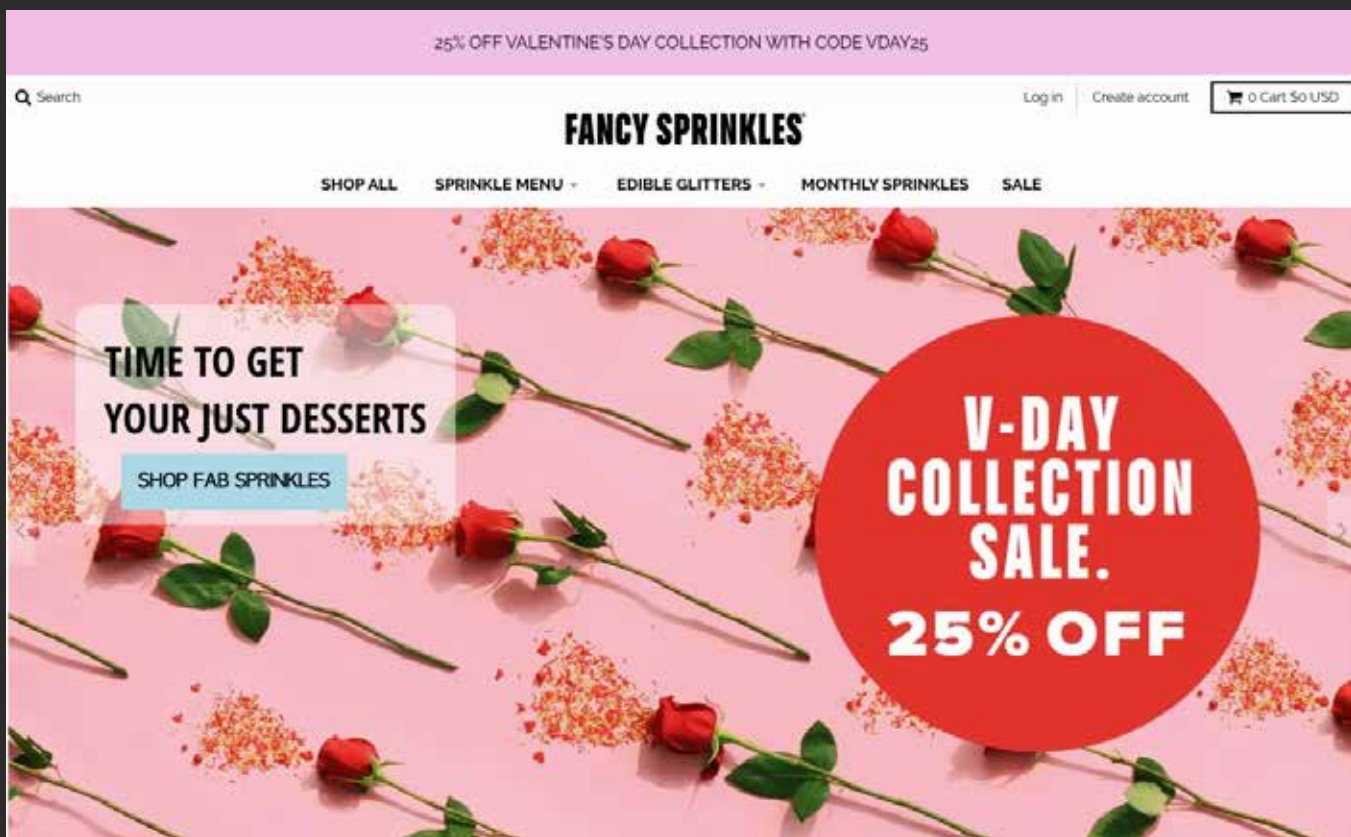 25% OFF VALENTINE'S DAY COLLECTION WITH CODE VDAY25
Search
Log in
Create account
0 Cart $0 USD
FANCY SPRINKLES
SHOP ALL
SPRINKLE MENU
EDIBLE GLITTERS
MONTHLY SPRINKLES
SALE
TIME TO GET
YOUR JUST DESSERTS
SHOP FAB SPRINKLES
V-DAY
COLLECTION
SALE.
25% OFF